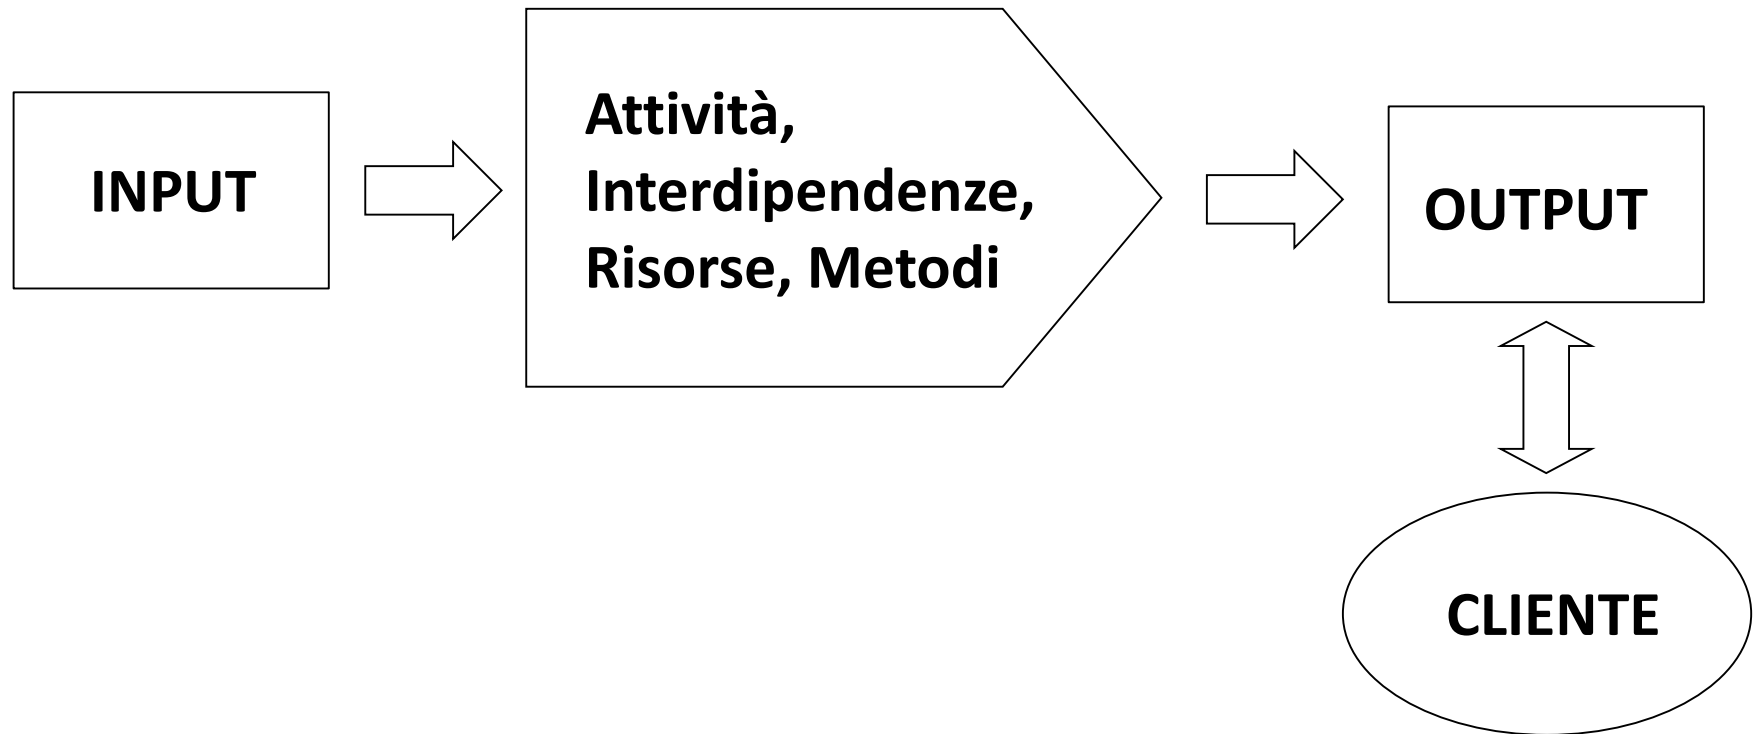 INPUT
Attività,
Interdipendenze,
Risorse, Metodi
OUTPUT
CLIENTE